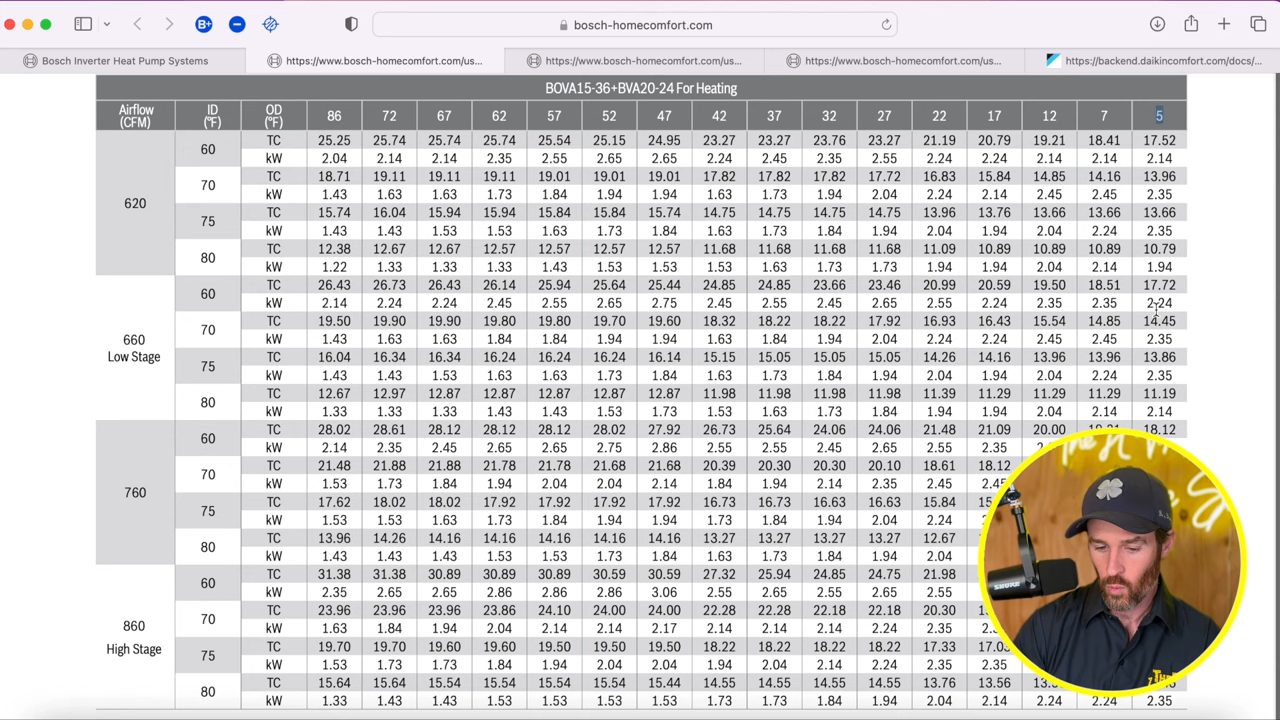 bosch-homecomfort.com
Bosch Inverter Heat Pump Systems
https://www.bosch-homecomfort.com/us...
https://www.bosch-homecomfort.com/us...
https://www.bosch-homecomfort.com/us...
https://backend.daikincomfort.com/docs/...
BOVA15-36+BVA20-24 For Heating
Airflow (CFM) ID (°F) OD (°F) 86 72 67 62 57 52 47 42 37 32 27 22 17 12 7 5
620
60 TC 25.25 25.74 25.74 25.74 25.54 25.15 24.95 23.27 23.27 23.76 23.27 21.19 20.79 19.21 18.41 17.52
kW 2.04 2.14 2.14 2.35 2.55 2.65 2.65 2.24 2.45 2.35 2.55 2.24 2.24 2.14 2.14 2.14
70 TC 18.71 19.11 19.11 19.11 19.01 19.01 19.01 17.82 17.82 17.82 17.72 16.83 15.84 14.85 14.16 13.96
kW 1.43 1.63 1.63 1.73 1.84 1.94 1.94 1.63 1.73 1.94 2.04 2.24 2.14 2.45 2.45 2.35
75 TC 15.74 16.04 15.94 15.94 15.84 15.84 15.74 14.75 14.75 14.75 14.75 13.96 13.76 13.66 13.66 13.66
kW 1.43 1.43 1.53 1.53 1.63 1.73 1.84 1.63 1.73 1.84 1.94 2.04 1.94 2.04 2.24 2.35
80 TC 12.38 12.67 12.67 12.57 12.57 12.57 12.57 11.68 11.68 11.68 11.68 11.09 10.89 10.89 10.89 10.79
kW 1.22 1.33 1.33 1.33 1.43 1.53 1.53 1.53 1.63 1.73 1.73 1.94 1.94 2.04 2.14 1.94
660 Low Stage
60 TC 26.43 26.73 26.43 26.14 25.94 25.64 25.44 24.85 24.85 23.66 23.46 20.99 20.59 19.50 18.51 17.72
kW 2.14 2.24 2.24 2.45 2.55 2.65 2.75 2.45 2.55 2.45 2.65 2.55 2.24 2.35 2.35 2.24
70 TC 19.50 19.90 19.90 19.80 19.80 19.70 19.60 18.32 18.22 18.22 17.92 16.93 16.43 15.54 14.85 14.45
kW 1.43 1.63 1.63 1.84 1.84 1.94 1.94 1.63 1.84 1.94 2.14 2.24 2.24 2.45 2.45 2.35
75 TC 16.04 16.34 16.34 16.24 16.24 16.24 16.14 15.15 15.05 15.05 15.05 14.26 14.16 13.96 13.96 13.86
kW 1.43 1.43 1.53 1.63 1.63 1.73 1.84 1.63 1.73 1.84 1.94 2.04 2.04 2.14 2.24 2.35
80 TC 12.67 12.97 12.87 12.87 12.87 12.87 12.87 11.98 11.98 11.98 11.98 11.29 11.29 11.29 11.29 11.19
kW 1.33 1.33 1.33 1.43 1.43 1.53 1.73 1.53 1.63 1.63 1.84 1.94 1.94 2.04 2.14 2.14
760
60 TC 28.02 28.61 28.12 28.12 28.12 28.02 27.92 26.73 25.64 24.06 24.06 21.48 21.09 20.00 18.12
kW 2.14 2.35 2.45 2.65 2.65 2.75 2.86 2.55 2.55 2.45 2.65 2.55 2.35
70 TC 21.48 21.88 21.88 21.78 21.78 21.68 21.68 20.39 20.30 20.30 20.10 18.61 18.12
kW 1.53 1.73 1.84 1.94 2.04 2.04 2.14 1.84 2.14 2.14 2.35 2.45
75 TC 17.62 18.02 18.02 17.92 17.92 17.92 17.92 16.73 16.73 16.63 16.63 15.84
kW 1.53 1.53 1.63 1.73 1.84 1.94 1.94 1.73 1.84 1.94 2.04 2.24
80 TC 13.96 14.26 14.16 14.16 14.16 14.16 14.16 13.27 13.27 13.27 13.27 12.67
kW 1.43 1.43 1.43 1.53 1.53 1.63 1.84 1.63 1.73 1.84 1.94 2.04
860 High Stage
60 TC 31.38 31.38 30.89 30.89 30.89 30.59 30.59 27.32 25.94 24.85 24.75 21.98
kW 2.35 2.65 2.65 2.86 2.86 2.86 3.06 2.55 2.65 2.55 2.65 2.55
70 TC 23.96 23.96 23.96 23.86 24.10 24.00 24.00 22.28 22.28 22.18 22.18 20.30
kW 1.63 1.84 1.94 2.04 2.14 2.14 2.17 2.14 2.14 2.14 2.24 2.35
75 TC 19.70 19.70 19.60 19.60 19.50 19.50 19.50 18.22 18.22 18.22 18.22 17.33
kW 1.53 1.73 1.73 1.84 1.94 2.04 2.04 1.94 2.04 2.14 2.24 2.35 2.35
80 TC 15.64 15.64 15.54 15.54 15.54 15.54 15.44 14.55 14.55 14.55 14.55 13.76 13.56
kW 1.33 1.43 1.43 1.53 1.53 1.63 1.73 1.73 1.84 1.94 2.04 2.24 2.14 2.24 2.24 2.35
SHURE